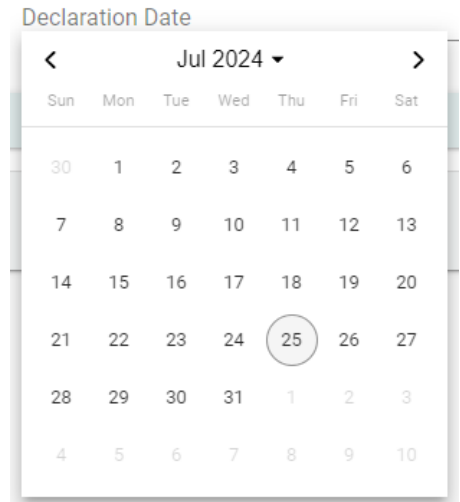 Declaration Date
Jul 2024
Sun Mon Tue Wed Thu Fri Sat
30 1 2 3 4 5 6
7 8 9 10 11 12 13
14 15 16 17 18 19 20
21 22 23 24 25 26 27
28 29 30 31 1 2 3
4 5 6 7 8 9 10